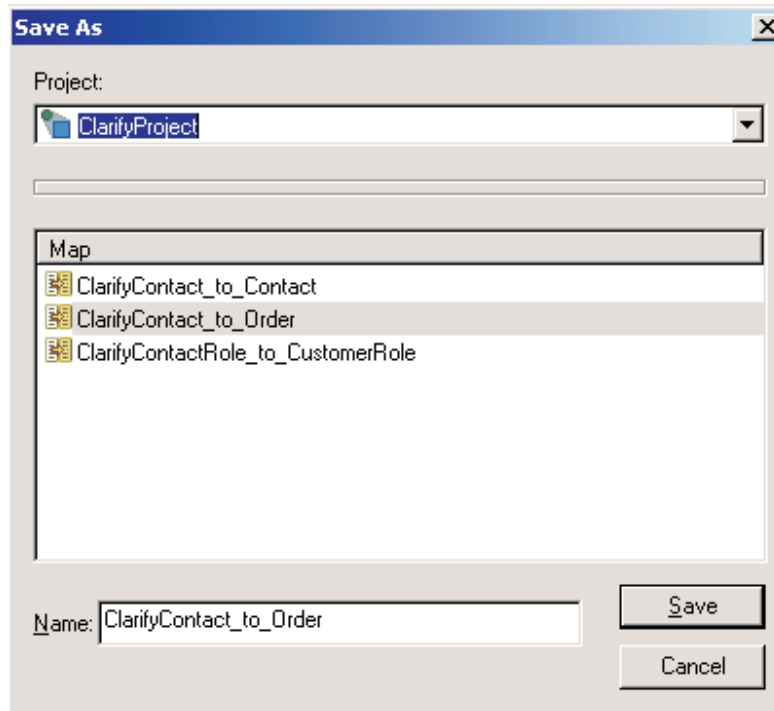 Save As
Project:
ClarifyProject
Map
ClarifyContact_to_Contact
ClarifyContact_to_Order
ClarifyContactRole_to_CustomerRole
Name: ClarifyContact_to_Order
Save
Cancel